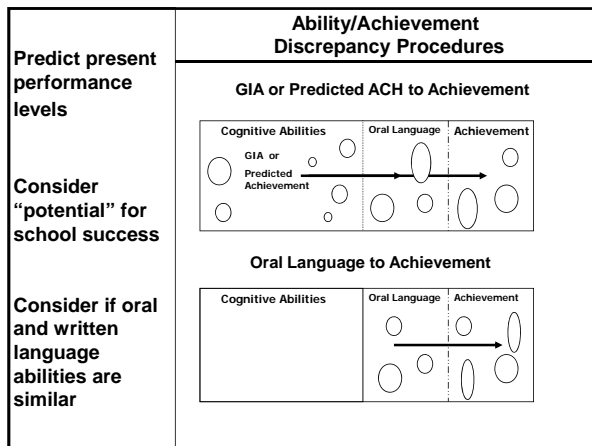 Ability/Achievement
Discrepancy Procedures
Predict present
performance
levels
Consider
“potential” for
school success
Consider if oral
and written
language
abilities are
similar
GIA or Predicted ACH to Achievement
Cognitive Abilities
Oral Language
Achievement
GIA or
Predicted
Achievement
Oral Language to Achievement
Cognitive Abilities
Oral Language
Achievement